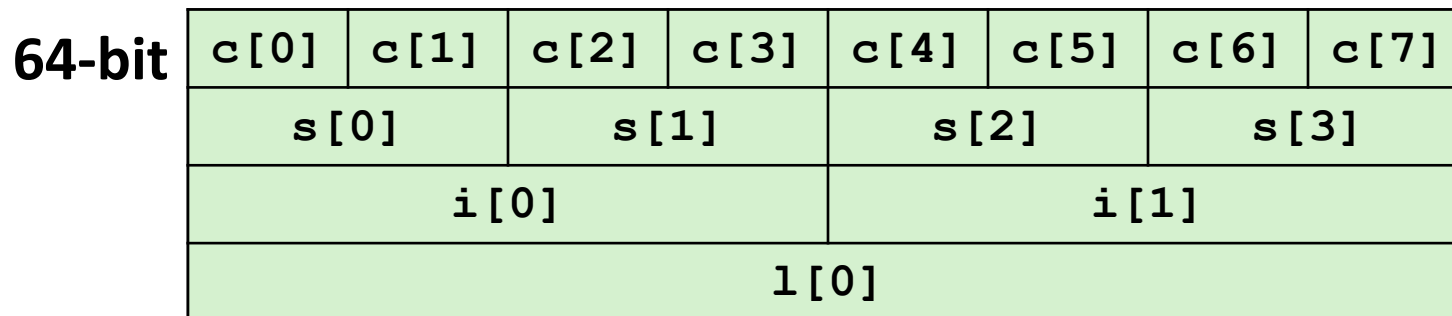 64-bit c[0] c[1] c[2] c[3] c[4] c[5] c[6] c[7]
s[0] s[1] s[2] s[3]
i[0] i[1]
l[0]